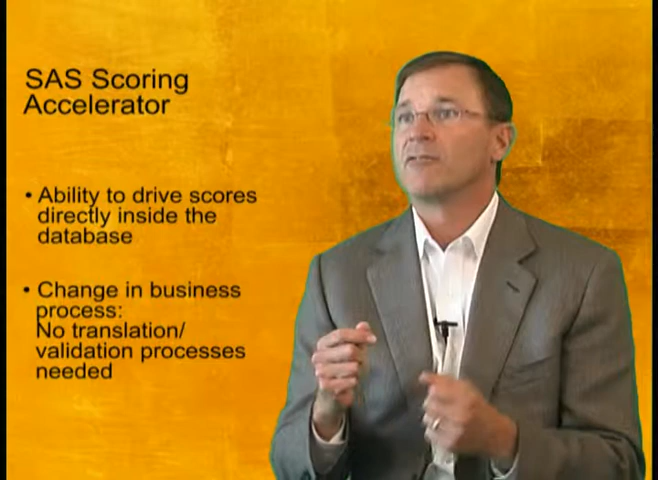 SAS Scoring
Accelerator
• Ability to drive scores
directly inside the
database
• Change in business
process:
No translation/
validation processes
needed